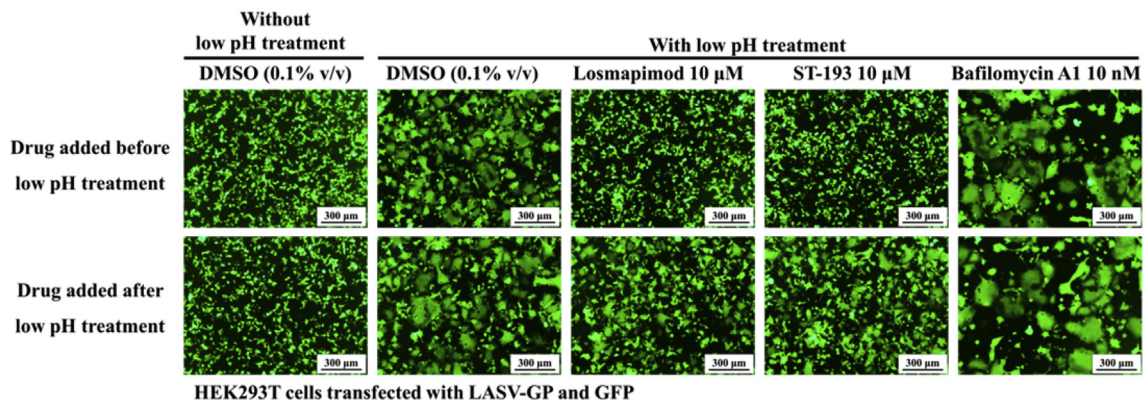 Without
low pH treatment
With low pH treatment
DMSO (0.1% v/v)
DMSO (0.1% v/v)
Losmapimod 10 μM
ST-193 10 μM
Bafilomycin A1 10 nM
Drug added before
low pH treatment
300 μm
300 μm
300 μm
300 μm
300 μm
Drug added after
low pH treatment
300 μm
300 μm
300 μm
300 μm
300 μm
HEK293T cells transfected with LASV-GP and GFP